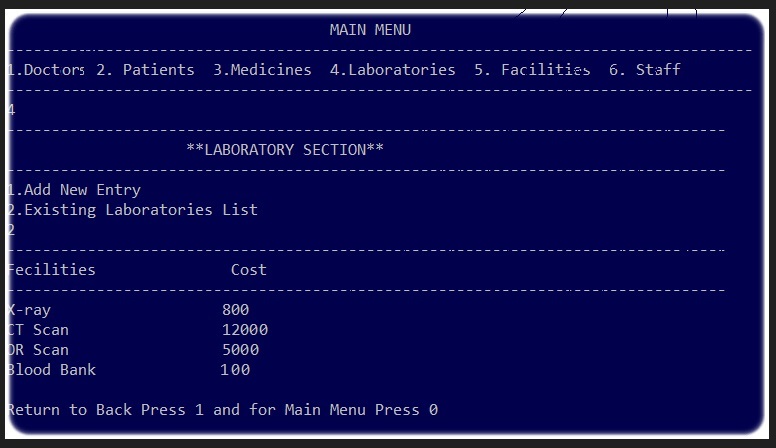 MAIN MENU
--------------------------------------------------------------------------------
1.Doctors 2. Patients 3.Medicines 4.Laboratories 5. Facilities 6. Staff
--------------------------------------------------------------------------------
4
--------------------------------------------------------------------------------
**LABORATORY SECTION**
--------------------------------------------------------------------------------
1.Add New Entry
2.Existing Laboratories List
2
--------------------------------------------------------------------------------
Fecilities Cost
--------------------------------------------------------------------------------
X-ray 800
CT Scan 12000
OR Scan 5000
Blood Bank 100
Return to Back Press 1 and for Main Menu Press 0